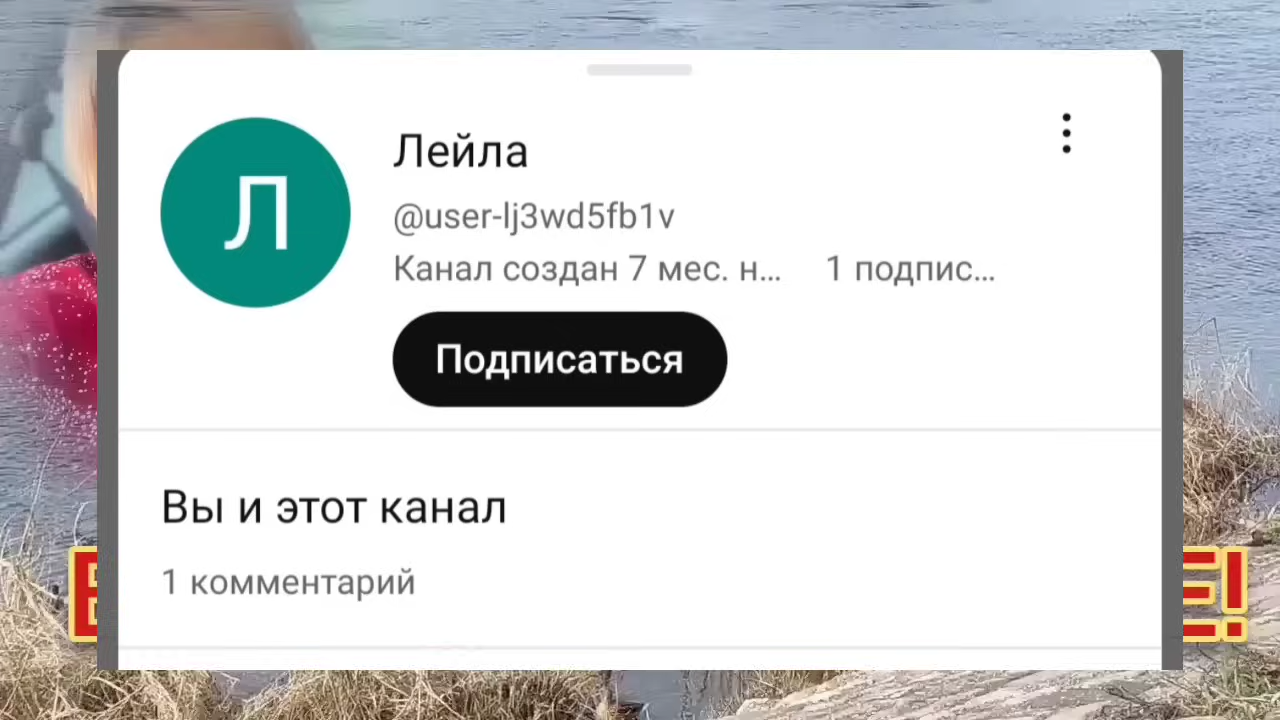 Л
Лейла
@user-lj3wd5fb1v
Канал создан 7 мес. н... 1 подпис...
Подписаться
Вы и этот канал
1 комментарий